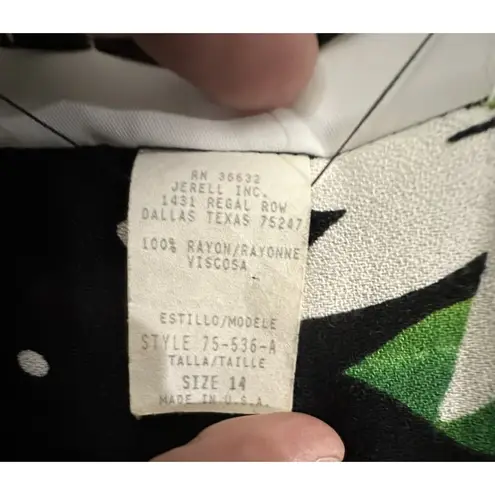 RN 36632
JERELL INC.
1431 REGAL ROW
DALLAS TEXAS 75247
100% RAYON/RAYONNE
VISCOSA
ESTILLO/MODELE
STYLE 75-536-A
TALLA/TAILLE
SIZE 14
MADE IN U.S.A.